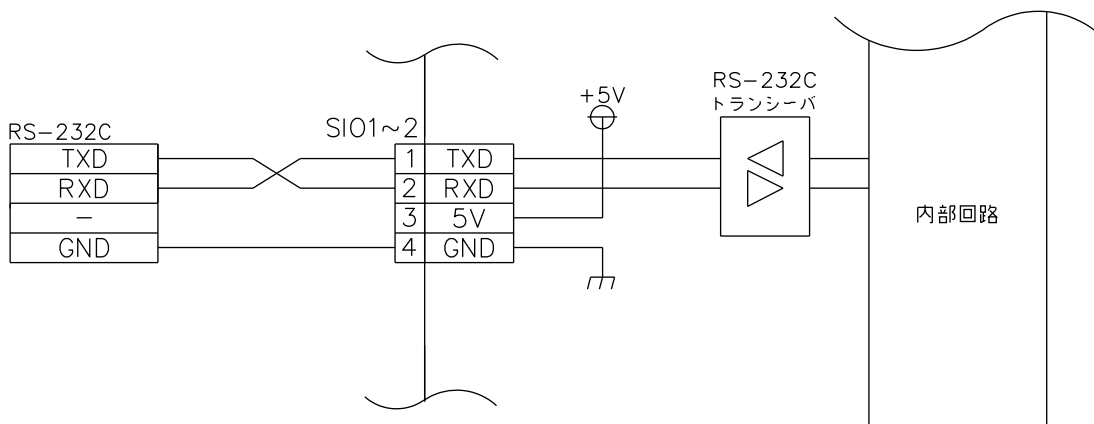 RS-232C
TXD
RXD
-
GND
SIO1~2
1 TXD
2 RXD
3 5V
4 GND
+5V
RS-232C
トランシーバ
内部回路